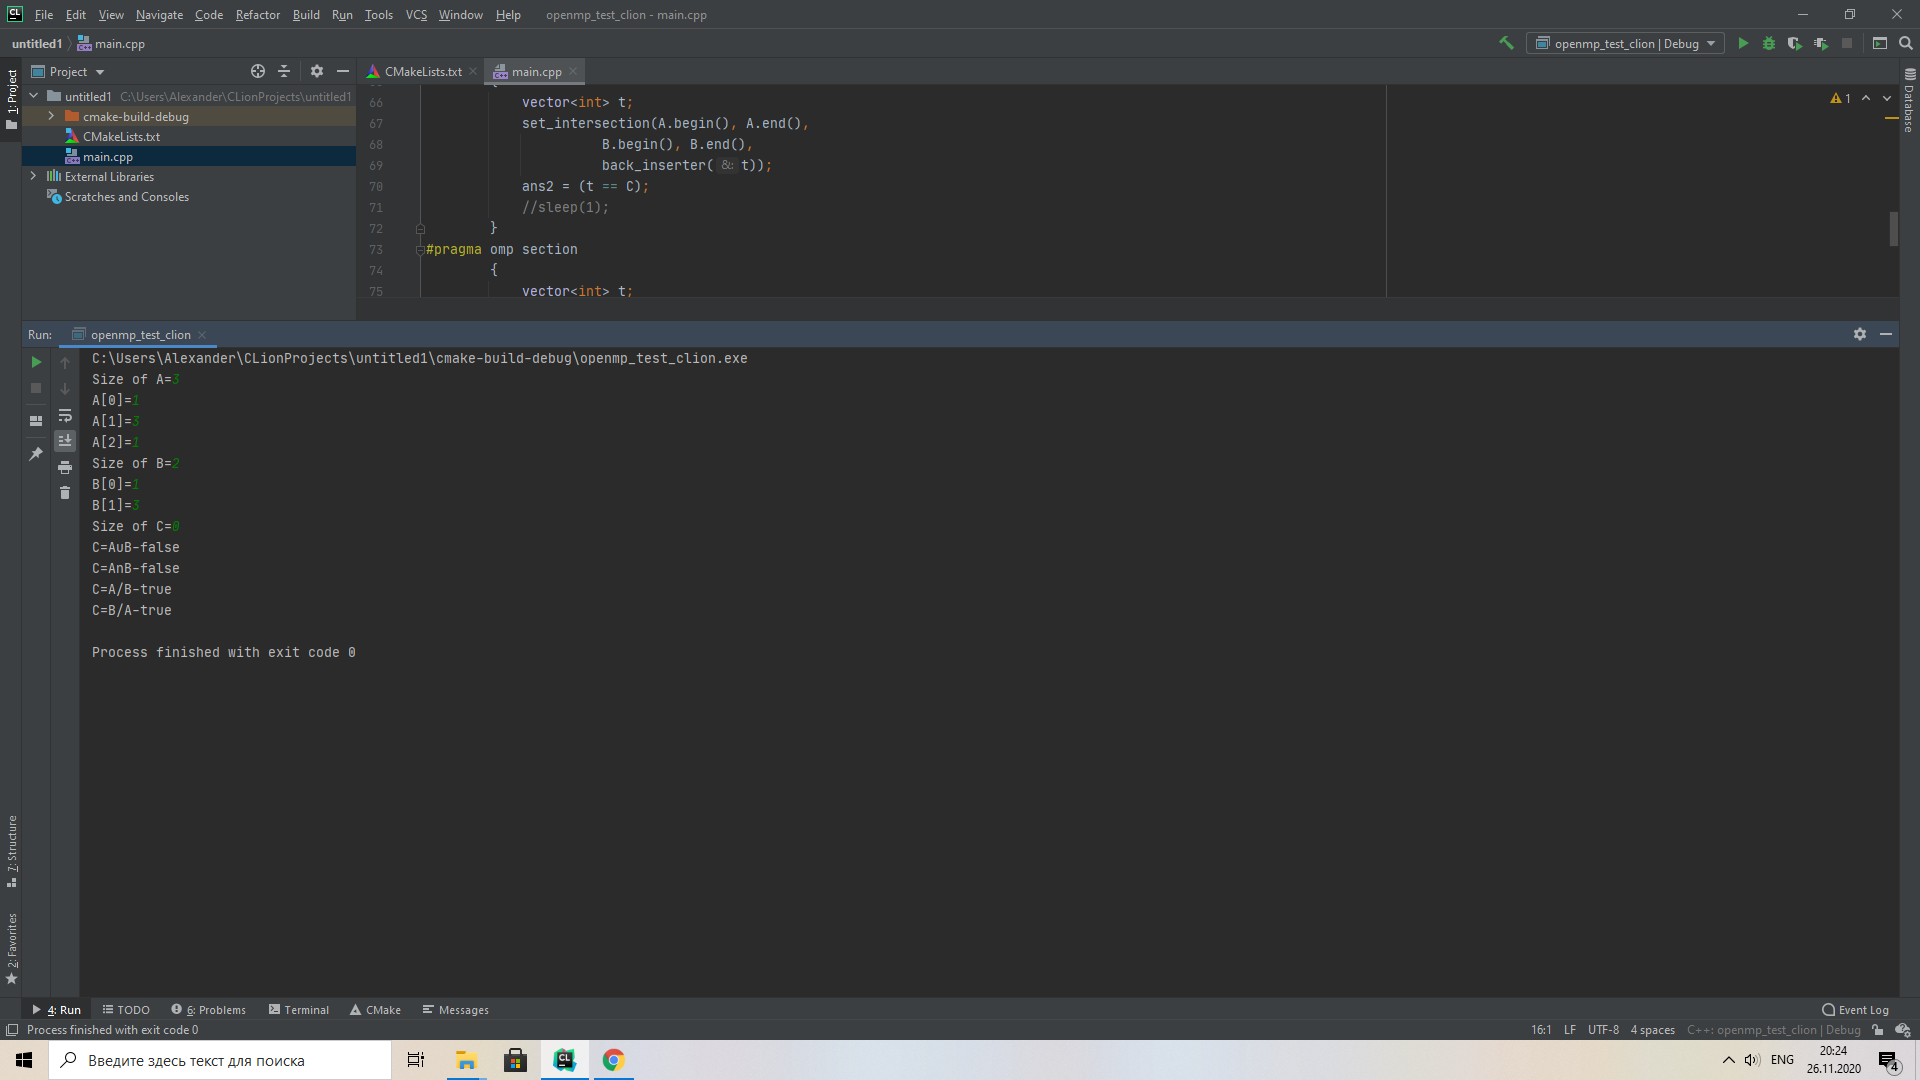 CL File Edit View Navigate Code Refactor Build Run Tools VCS Window Help openmp_test_clion - main.cpp
untitled1 main.cpp openmp_test_clion | Debug
1: Project
Project CMakeLists.txt main.cpp
untitled1 C:\Users\Alexander\CLionProjects\untitled1
cmake-build-debug
CMakeLists.txt
main.cpp
External Libraries
Scratches and Consoles
{
66 vector<int> t;
67 set_intersection(A.begin(), A.end(),
68 B.begin(), B.end(),
69 back_inserter( &: t));
70 ans2 = (t == C);
71 //sleep(1);
72 }
73 #pragma omp section
74 {
75 vector<int> t;
1
Database
Run: openmp_test_clion
C:\Users\Alexander\CLionProjects\untitled1\cmake-build-debug\openmp_test_clion.exe
Size of A=3
A[0]=1
A[1]=3
A[2]=1
Size of B=2
B[0]=1
B[1]=3
Size of C=0
C=AuB-false
C=AnB-false
C=A/B-true
C=B/A-true
Process finished with exit code 0
7: Structure
2: Favorites
4: Run TODO 6: Problems Terminal CMake Messages Event Log
Process finished with exit code 0 16:1 LF UTF-8 4 spaces C++: openmp_test_clion | Debug
Введите здесь текст для поиска CL ENG 20:24
26.11.2020 4